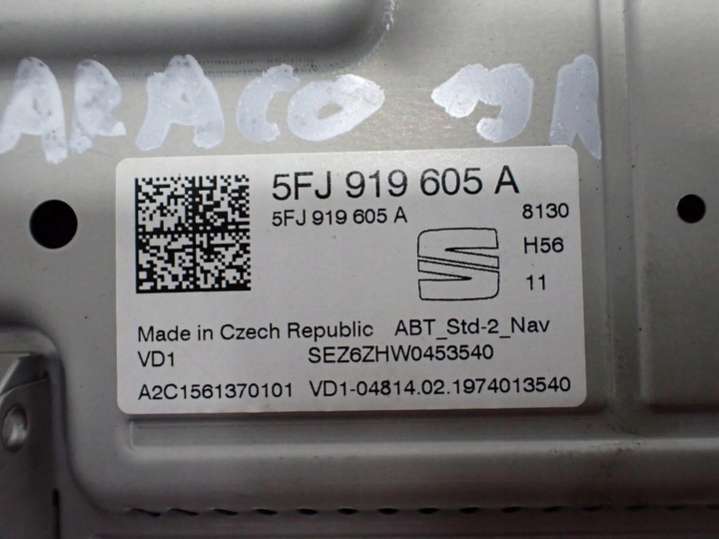 ARACO 91
5FJ 919 605 A
5FJ 919 605 A 8130
H56
11
Made in Czech Republic ABT_Std-2_Nav
VD1 SEZ6ZHW0453540
A2C1561370101 VD1-04814.02.1974013540